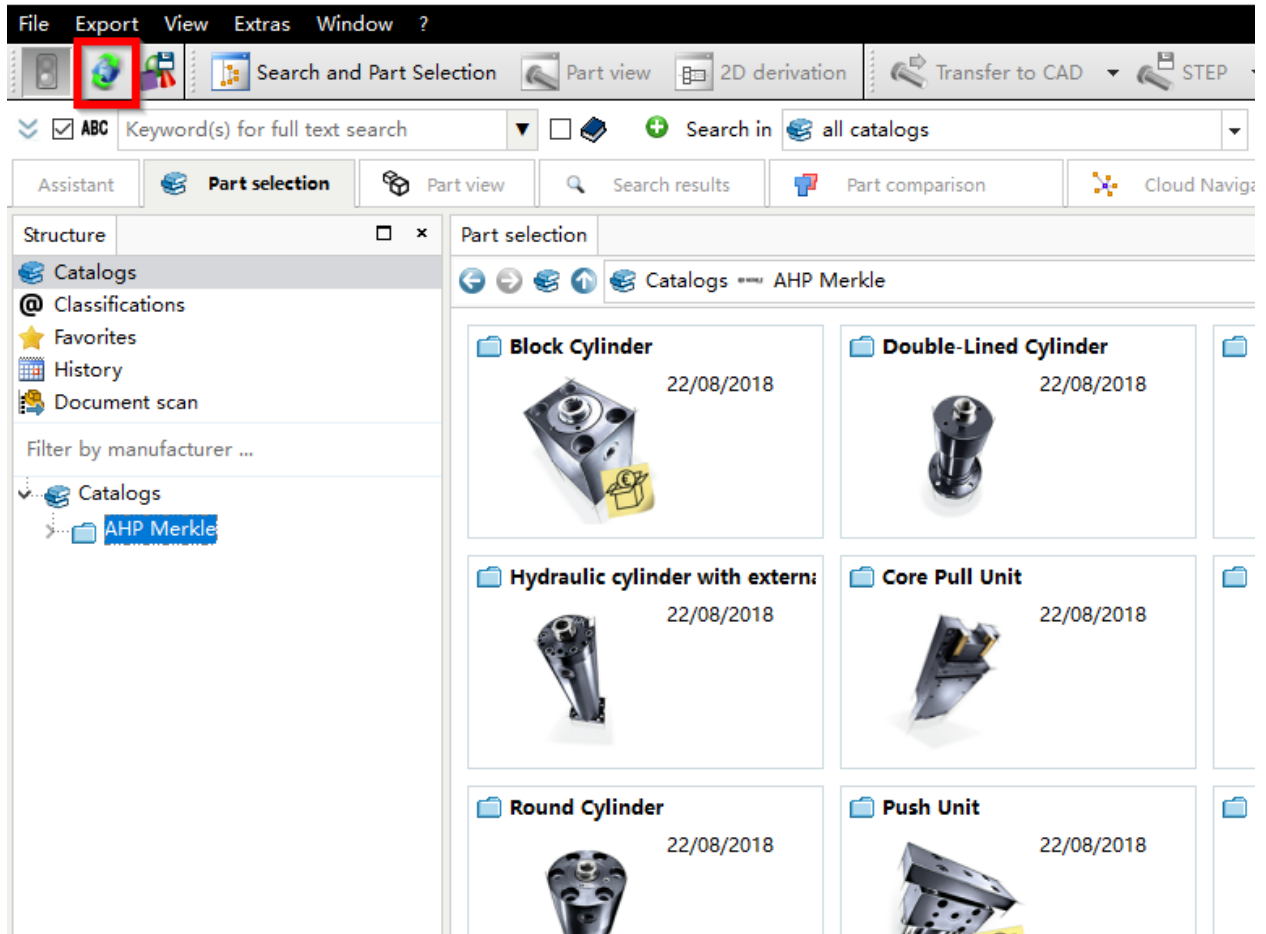 File Export View Extras Window ?
Search and Part Selection Part view 2D derivation Transfer to CAD STEP
ABC Keyword(s) for full text search Search in all catalogs
Assistant Part selection Part view Search results Part comparison Cloud Naviga
Structure
Catalogs
@ Classifications
Favorites
History
Document scan
Filter by manufacturer ...
Catalogs
AHP Merkle
Part selection
Catalogs AHP Merkle
Block Cylinder
22/08/2018
Double-Lined Cylinder
22/08/2018
Hydraulic cylinder with externa
22/08/2018
Core Pull Unit
22/08/2018
Round Cylinder
22/08/2018
Push Unit
22/08/2018